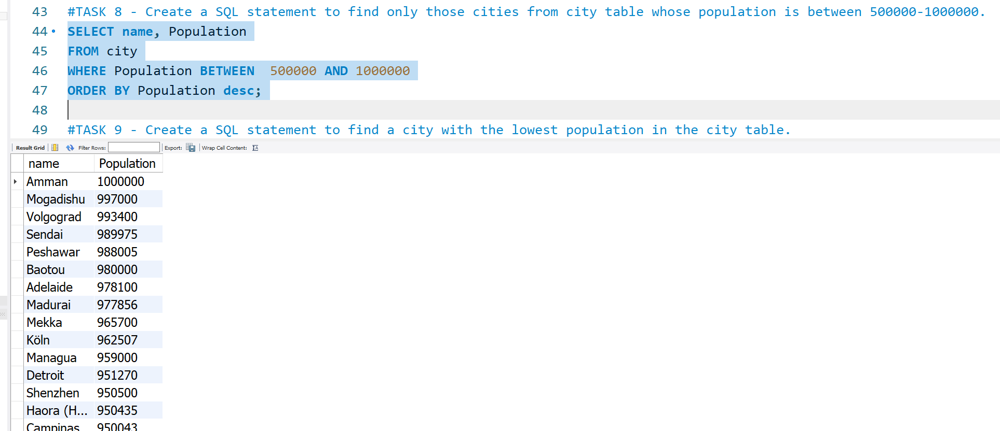 43 #TASK 8 - Create a SQL statement to find only those cities from city table whose population is between 500000-1000000.
44 SELECT name, Population
45 FROM city
46 WHERE Population BETWEEN  500000 AND 1000000
47 ORDER BY Population desc;
48
49 #TASK 9 - Create a SQL statement to find a city with the lowest population in the city table.
Result Grid Filter Rows: Export: Wrap Cell Content:
name Population
Amman 1000000
Mogadishu 997000
Volgograd 993400
Sendai 989975
Peshawar 988005
Baotou 980000
Adelaide 978100
Madurai 977856
Mekka 965700
Köln 962507
Managua 959000
Detroit 951270
Shenzhen 950500
Haora (H... 950435
Campinas 950043